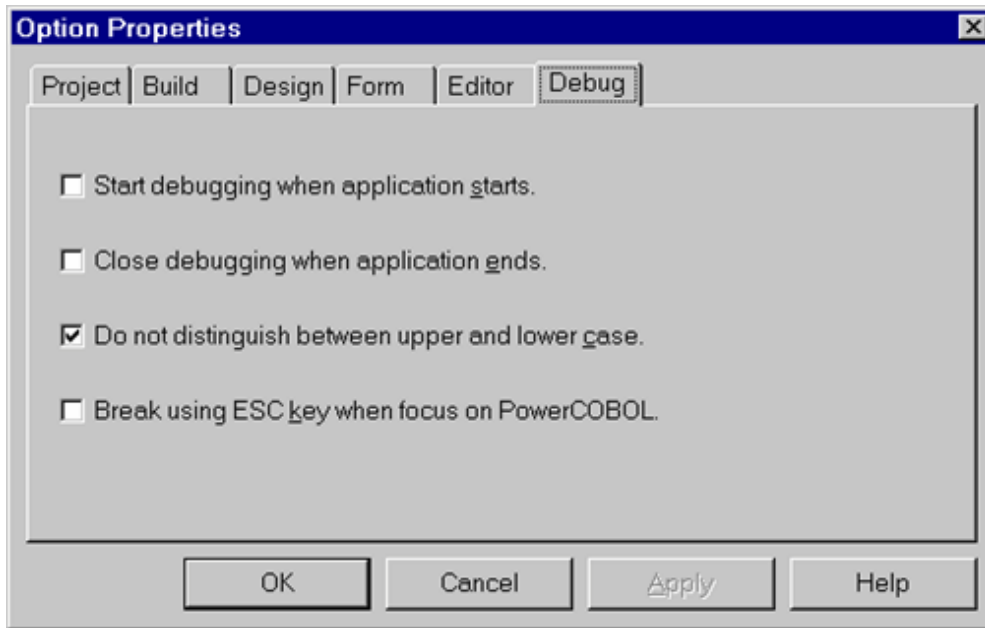 Option Properties
Project Build Design Form Editor Debug
Start debugging when application starts.
Close debugging when application ends.
Do not distinguish between upper and lower case.
Break using ESC key when focus on PowerCOBOL.
OK Cancel Apply Help